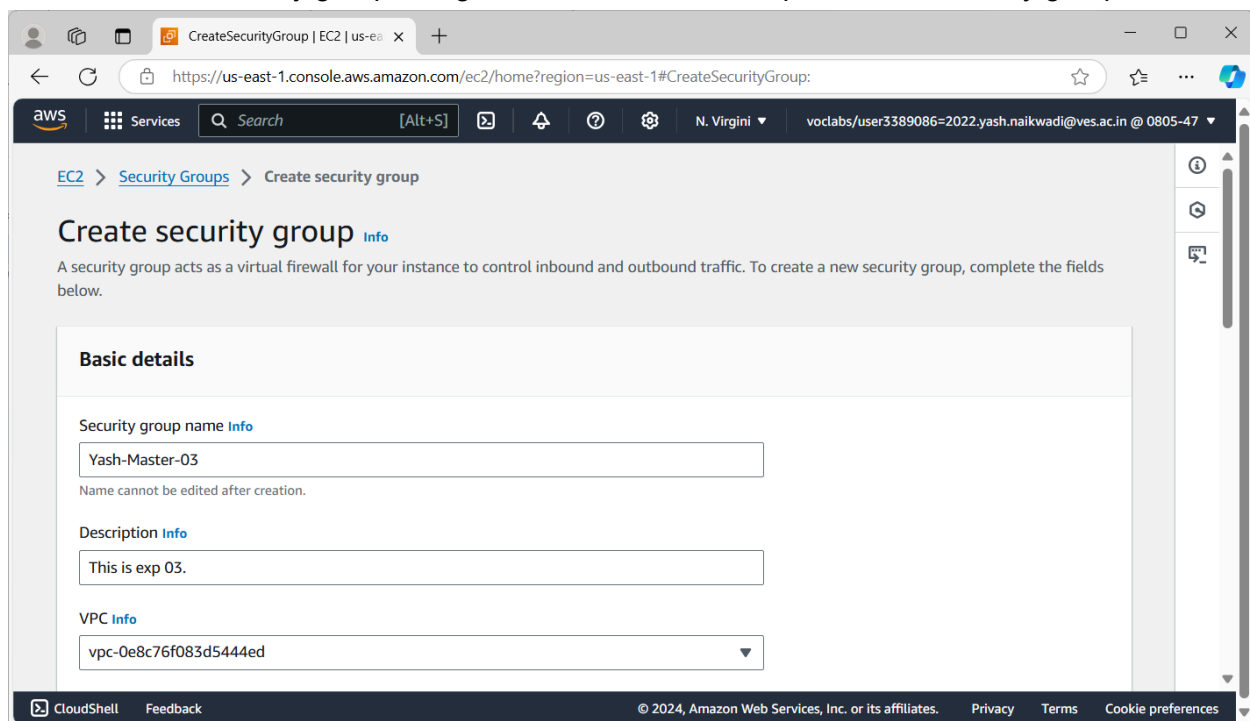 CreateSecurityGroup | EC2 | us-ea
https://us-east-1.console.aws.amazon.com/ec2/home?region=us-east-1#CreateSecurityGroup:
aws Services Search [Alt+S] N. Virgini voclabs/user3389086=2022.yash.naikwadi@ves.ac.in @ 0805-47
EC2 > Security Groups > Create security group
Create security group Info
A security group acts as a virtual firewall for your instance to control inbound and outbound traffic. To create a new security group, complete the fields
below.
Basic details
Security group name Info
Yash-Master-03
Name cannot be edited after creation.
Description Info
This is exp 03.
VPC Info
vpc-0e8c76f083d5444ed
CloudShell Feedback © 2024, Amazon Web Services, Inc. or its affiliates. Privacy Terms Cookie preferences